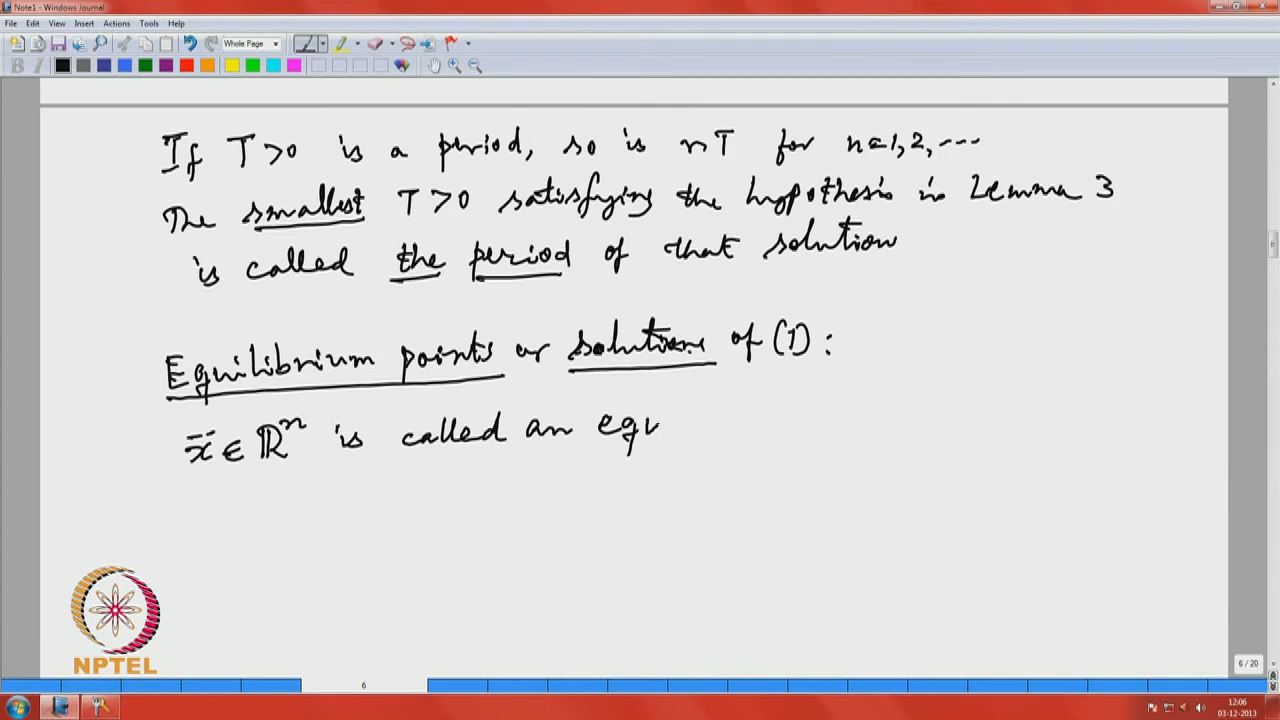 Note1 - Windows Journal
File Edit View Insert Actions Tools Help
Whole Page
If T>0 is a period, so is nT for n=1,2,....
The smallest T>0 satisfying the hypothesis in Lemma 3
is called the period of that solution
Equilibrium points or solutions of (1):
x̄ ∈ ℝⁿ is called an equ
NPTEL
6 / 20
6
12:06
03-12-2013